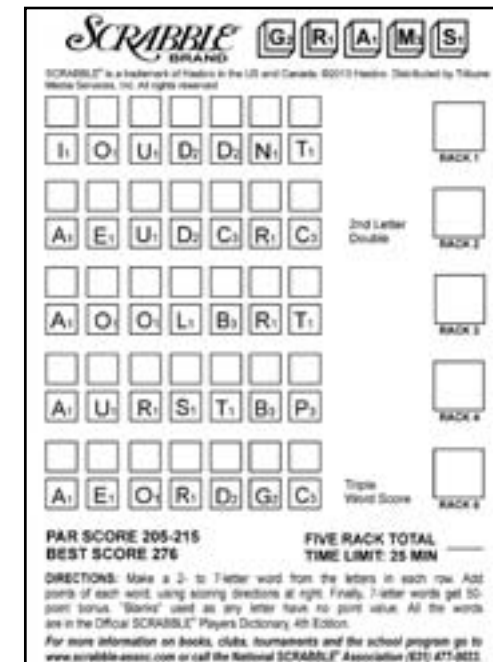 SCRABBLE G2 R1 A1 M3 S1
BRAND
SCRABBLE® is a trademark of Hasbro in the US and Canada. ©2013 Hasbro. Distributed by Tribune
Media Services, Inc. All rights reserved
I1 O1 U1 D2 D2 N1 T1 RACK 1
2nd Letter
Double
A1 E1 U1 D2 C3 R1 C3 RACK 2
A1 O1 O1 L1 B3 R1 T1 RACK 3
A1 U1 R1 S1 T1 B3 P3 RACK 4
Triple
Word Score
A1 E1 O1 R1 D2 G2 C3 RACK 5
PAR SCORE 205-215 FIVE RACK TOTAL
BEST SCORE 276 TIME LIMIT: 25 MIN
DIRECTIONS: Make a 2- to 7-letter word from the letters in each row. Add
points of each word, using scoring directions at right. Finally, 7-letter words get 50-
point bonus. "Blanks" used as any letter have no point value. All the words
are in the Official SCRABBLE® Players Dictionary, 4th Edition.
For more information on books, clubs, tournaments and the school program go to
www.scrabble-assoc.com or call the National SCRABBLE® Association (631) 477-0033.